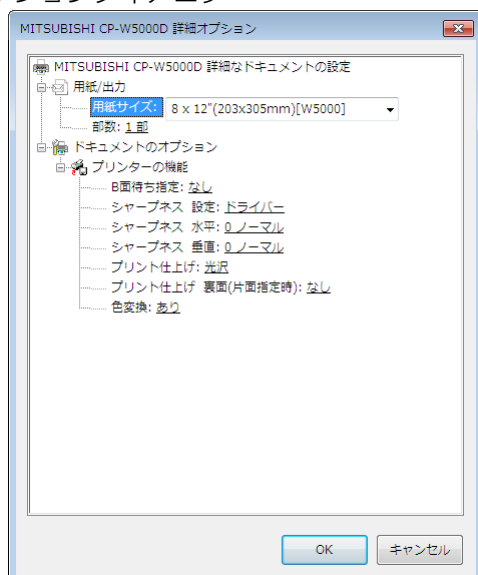 MITSUBISHI CP-W5000D 詳細オプション
MITSUBISHI CP-W5000D 詳細なドキュメントの設定
用紙/出力
用紙サイズ: 8 x 12"(203x305mm)[W5000]
部数: 1 部
ドキュメントのオプション
プリンターの機能
B面待ち指定: なし
シャープネス 設定: ドライバー
シャープネス 水平: 0 ノーマル
シャープネス 垂直: 0 ノーマル
プリント仕上げ: 光沢
プリント仕上げ 裏面(片面指定時): なし
色変換: あり
OK キャンセル